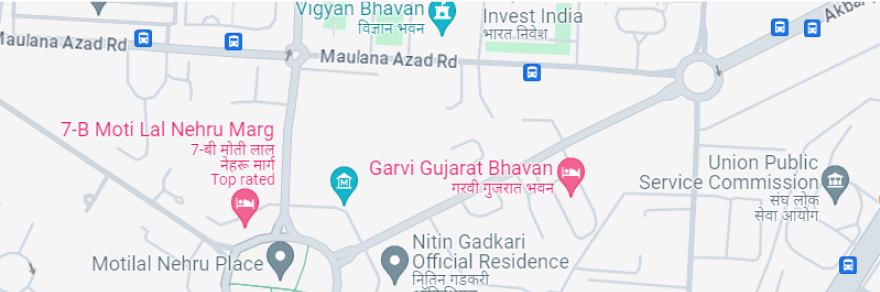 Vigyan Bhavan
विज्ञान भवन
Invest India
भारत निवेश
Akbar
Maulana Azad Rd
Maulana Azad Rd
7-B Moti Lal Nehru Marg
7-बी मोती लाल
नेहरू मार्ग
Top rated
Garvi Gujarat Bhavan
गरवी गुजरात भवन
Union Public
Service Commission
संघ लोक
सेवा आयोग
Motilal Nehru Place
Nitin Gadkari
Official Residence
नितिन गडकरी